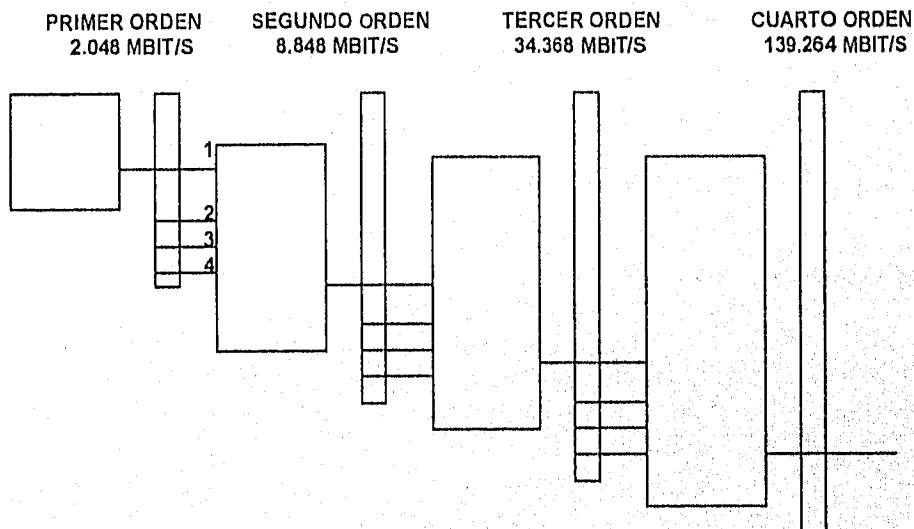 PRIMER ORDEN
2.048 MBIT/S
SEGUNDO ORDEN
8.848 MBIT/S
TERCER ORDEN
34.368 MBIT/S
CUARTO ORDEN
139.264 MBIT/S
1
2
3
4